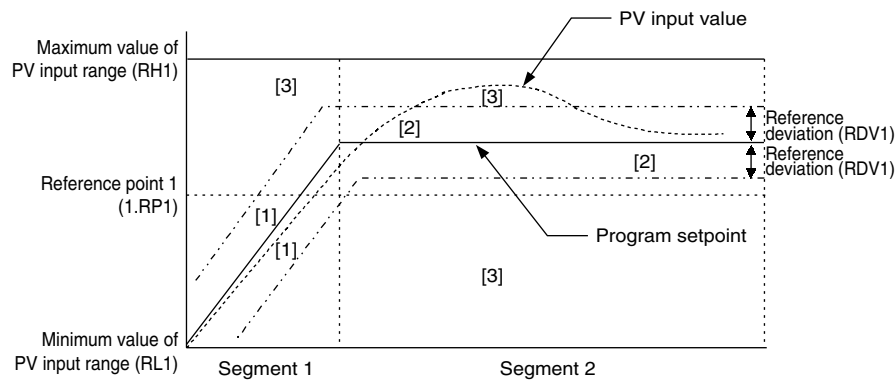 PV input value
Maximum value of
PV input range (RH1)
[3]
[3]
[2]
Reference
deviation (RDV1)
Reference
deviation (RDV1)
[2]
Reference point 1
(1.RP1)
[1]
[1]
Program setpoint
[3]
Minimum value of
PV input range (RL1)
Segment 1
Segment 2